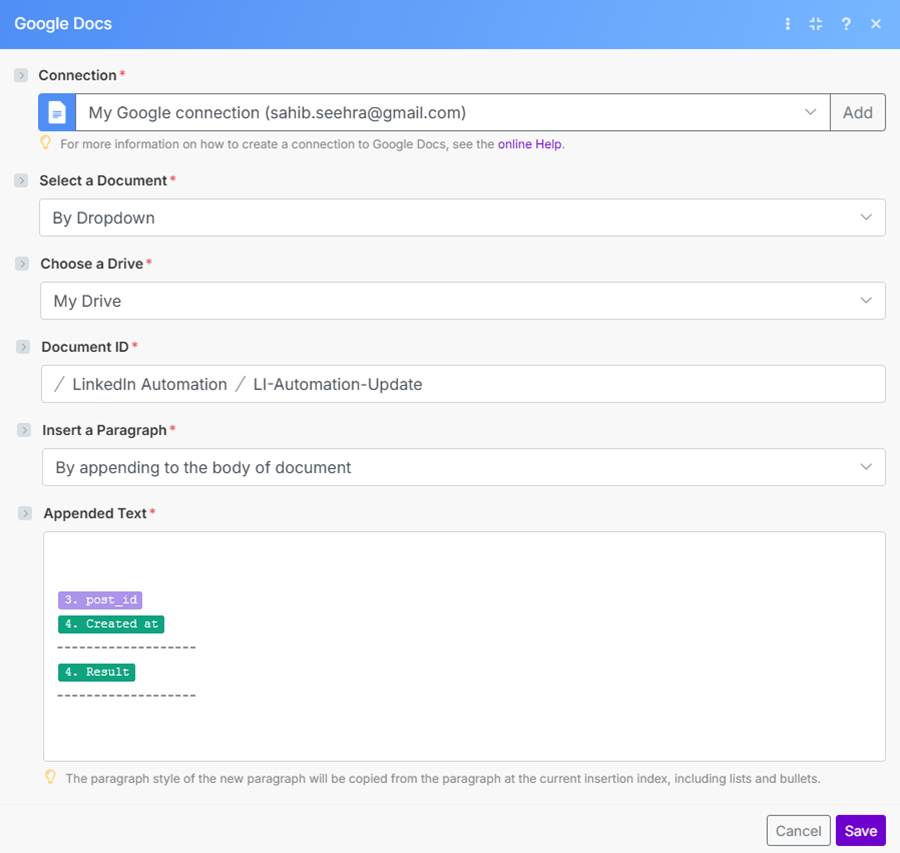 Google Docs
Connection *
My Google connection (sahib.seehra@gmail.com)
Add
For more information on how to create a connection to Google Docs, see the online Help.
Select a Document *
By Dropdown
Choose a Drive *
My Drive
Document ID *
/ LinkedIn Automation / LI-Automation-Update
Insert a Paragraph *
By appending to the body of document
Appended Text *
3. post_id
4. Created at
--------------------
4. Result
--------------------
The paragraph style of the new paragraph will be copied from the paragraph at the current insertion index, including lists and bullets.
Cancel Save